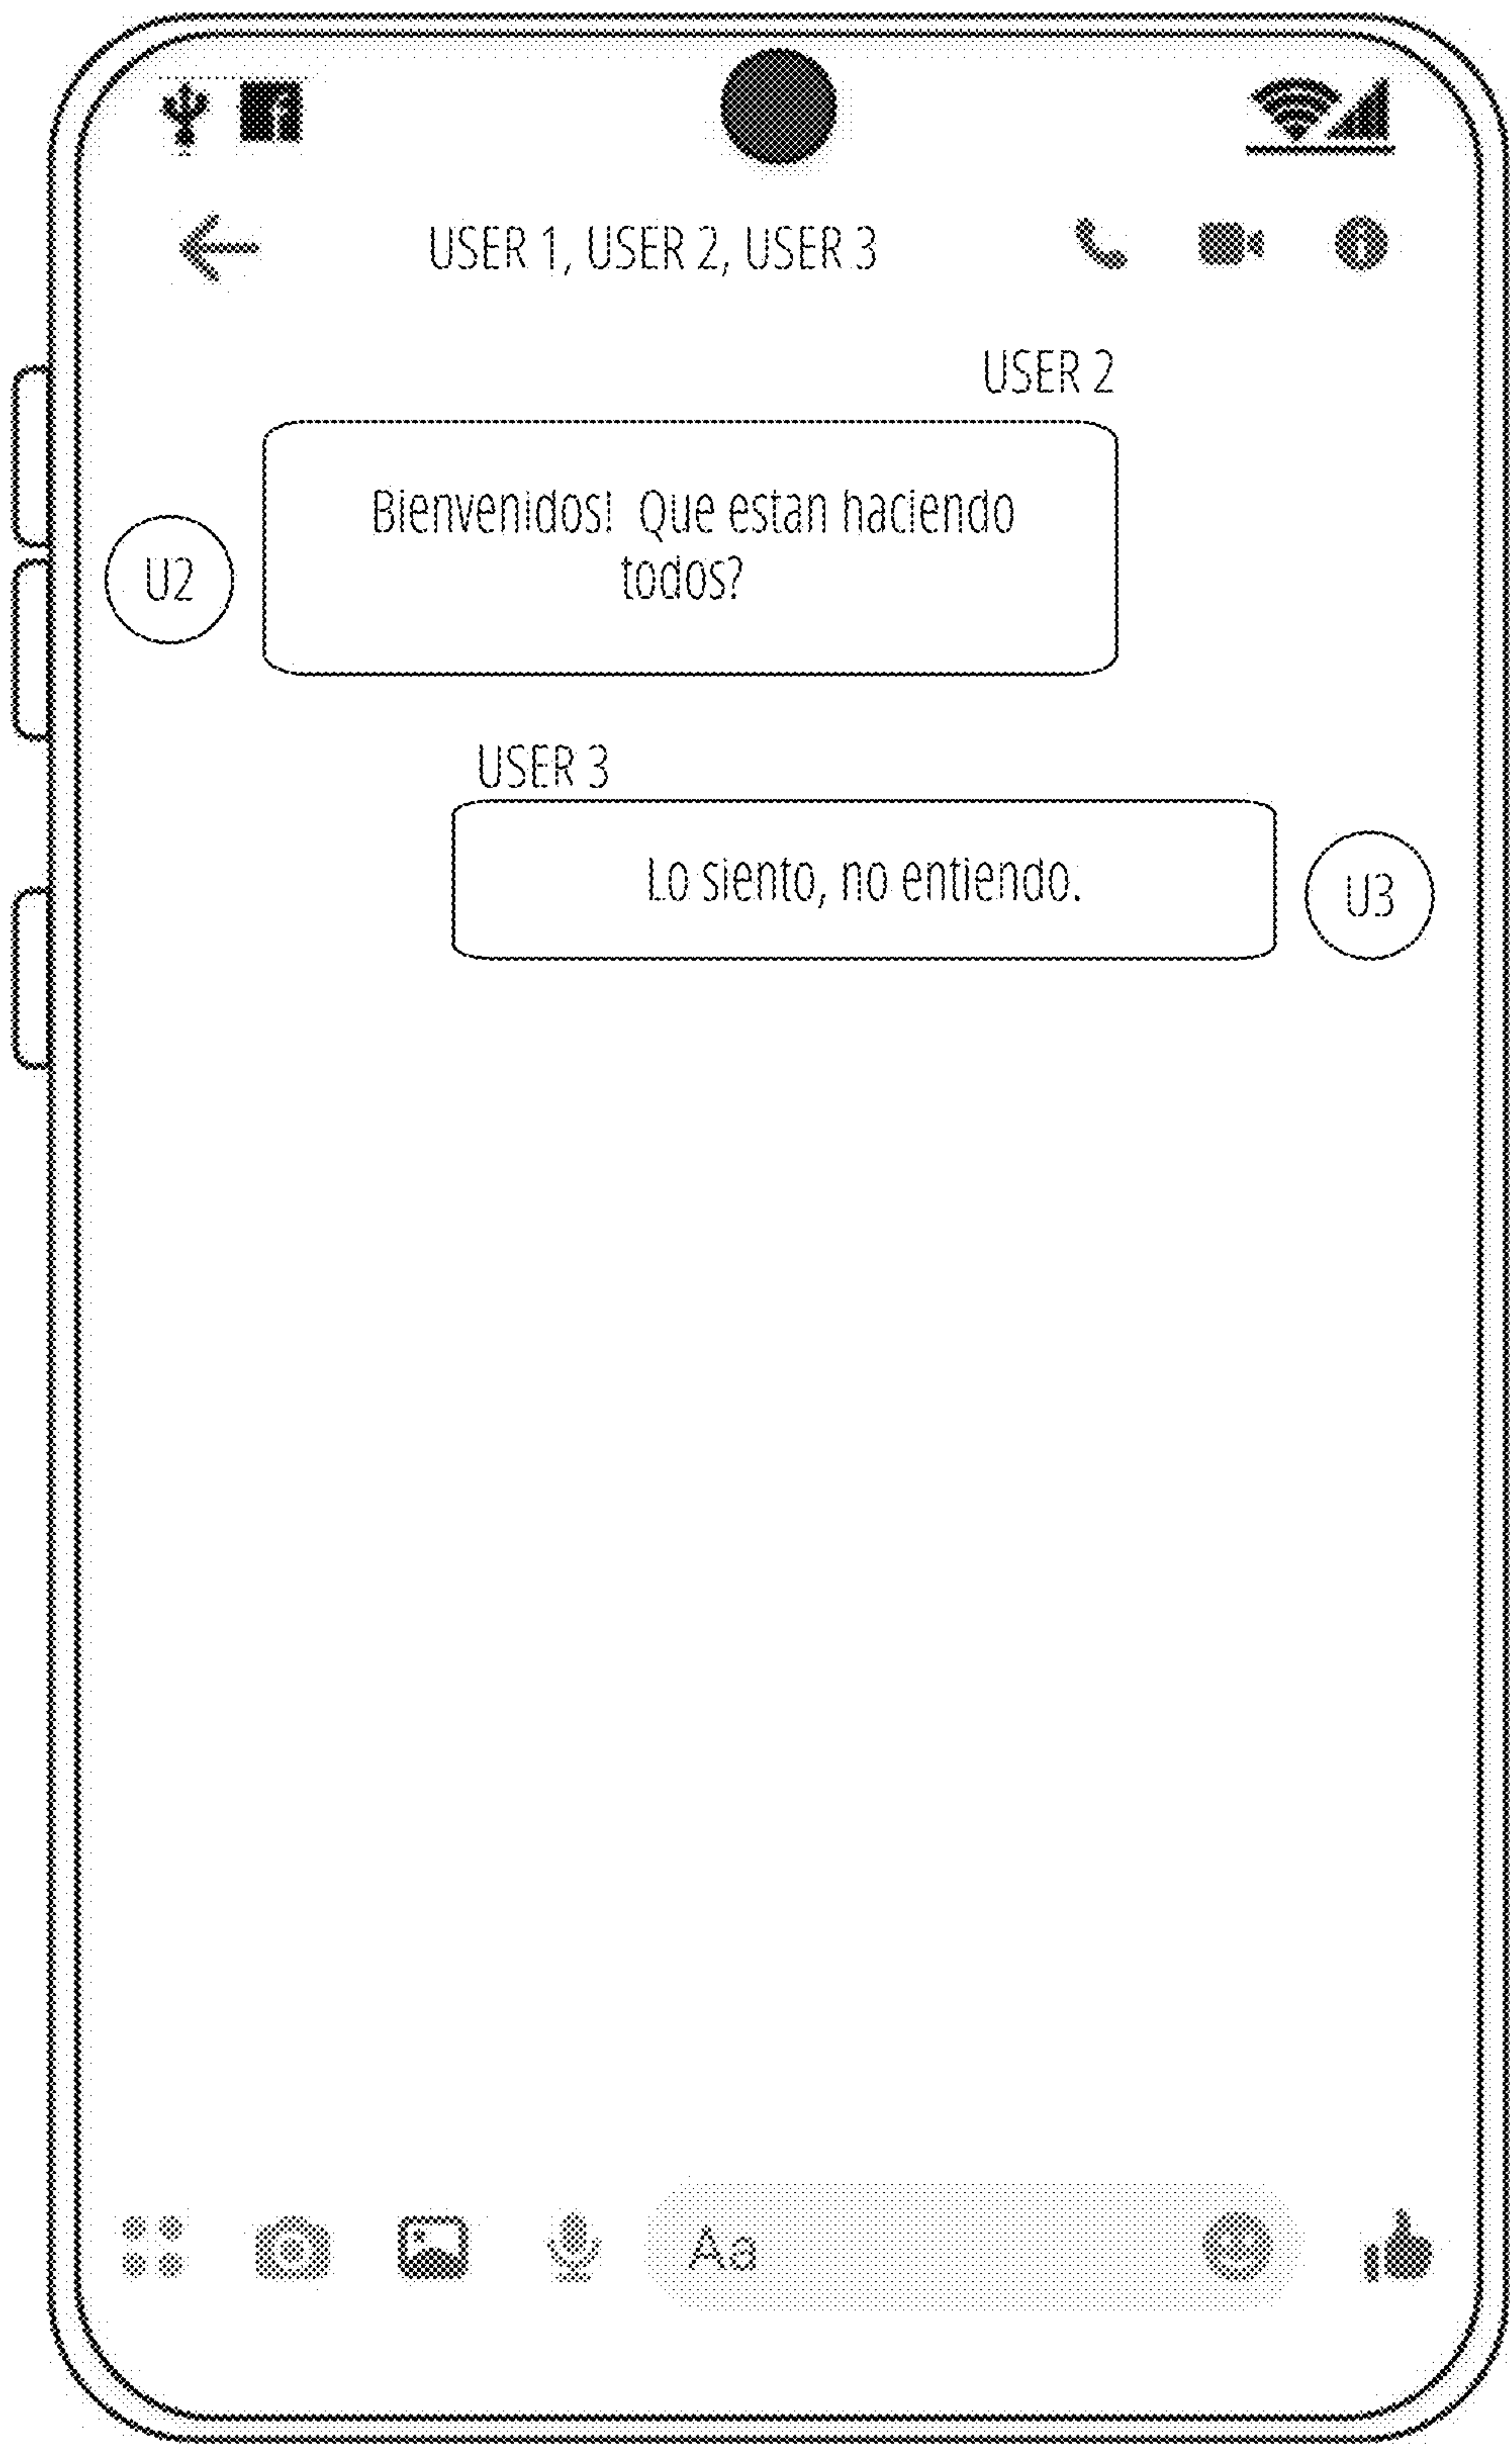 USER 1, USER 2, USER 3
USER 2
Bienvenidos! Que estan haciendo
todos?
U2
USER 3
Lo siento, no entiendo.
U3
Aa